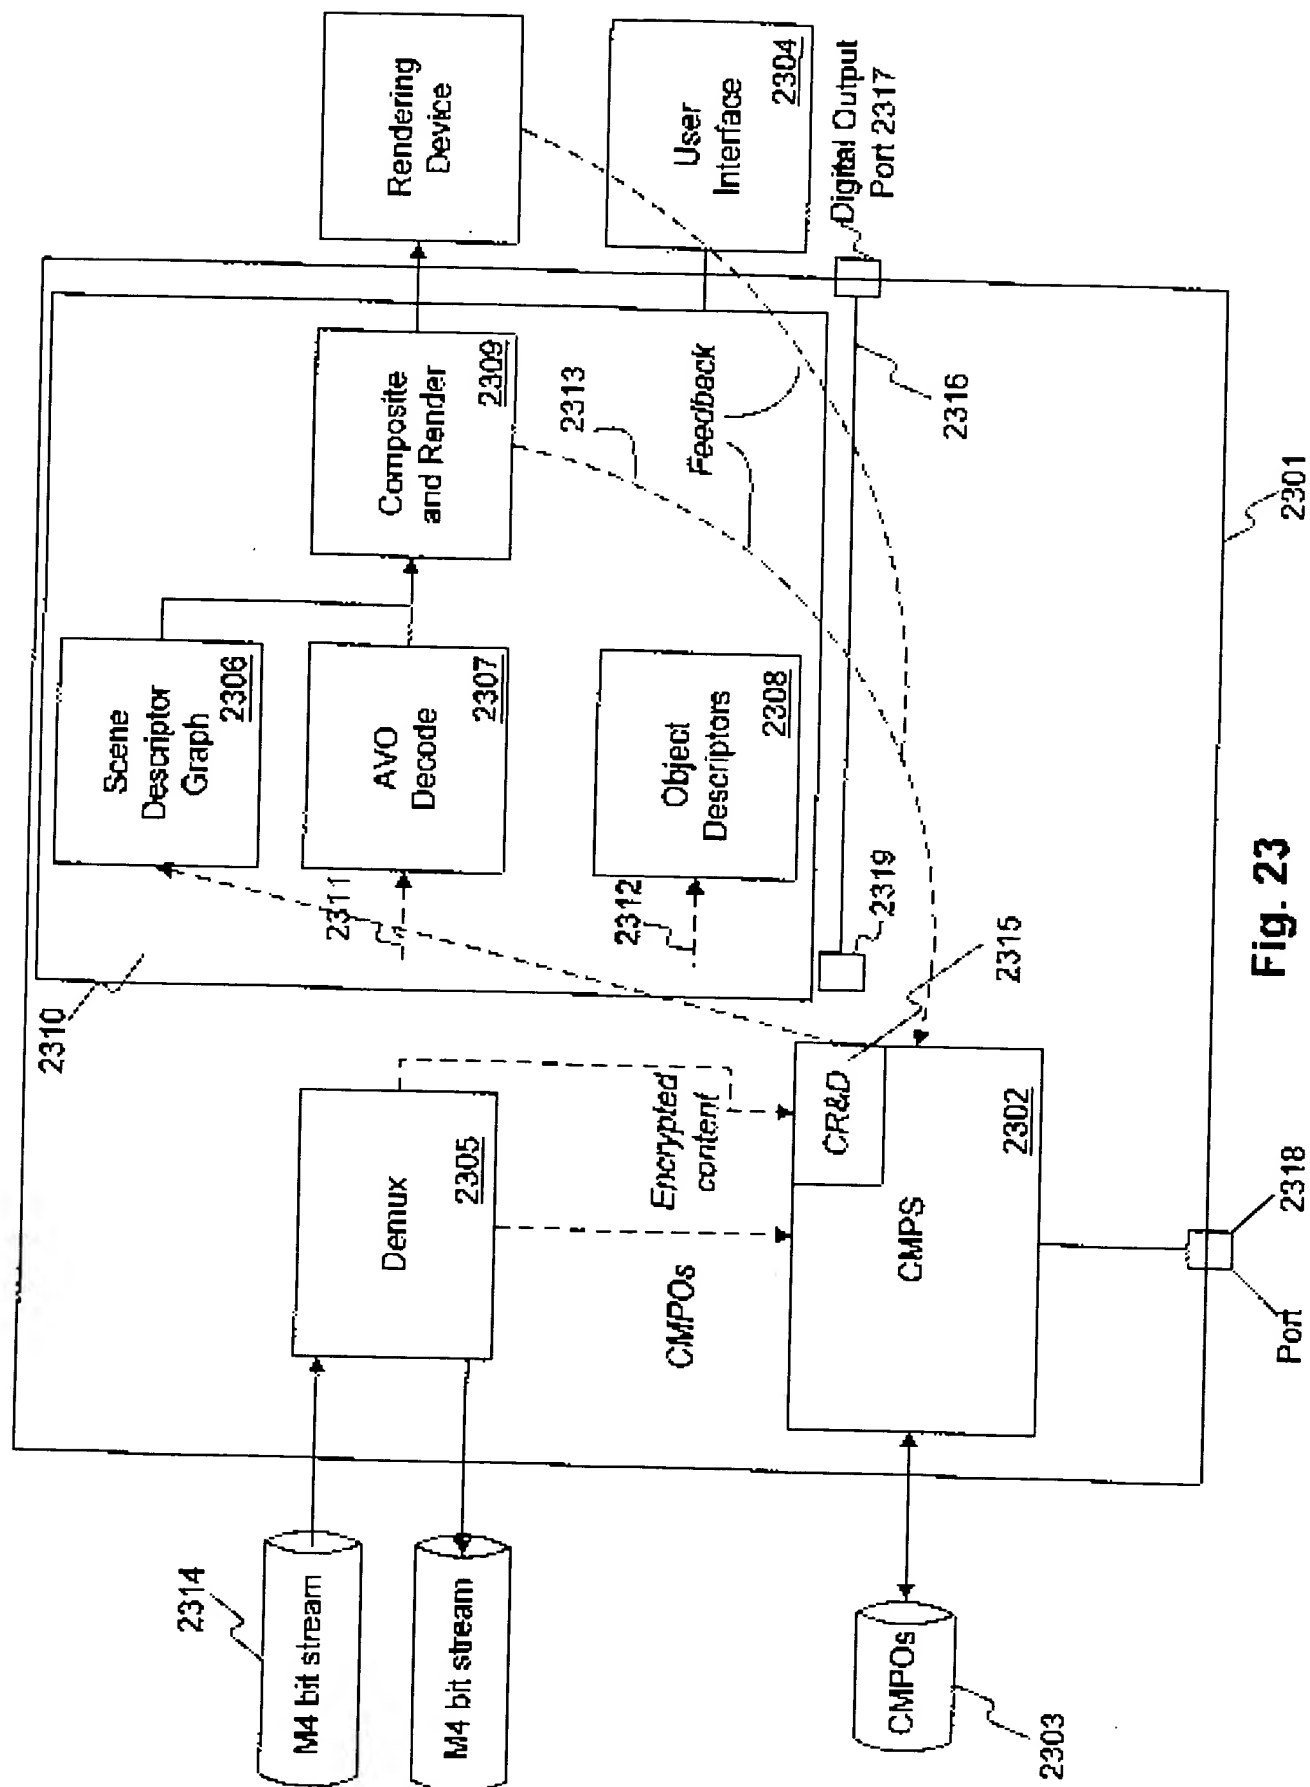 2314
M4 bit stream
M4 bit stream
CMPOs
2303
2310
Demux
2305
CMPOs
Encrypted
content
CR&D
CMPS
2302
2315
Port
2318
Scene
Descriptor
Graph
2306
2311
AVO
Decode
2307
2312
Object
Descriptors
2308
2319
Composite
and Render
2309
2313
Feedback
2316
2301
Rendering
Device
User
Interface
2304
Digital Output
Port 2317
Fig. 23